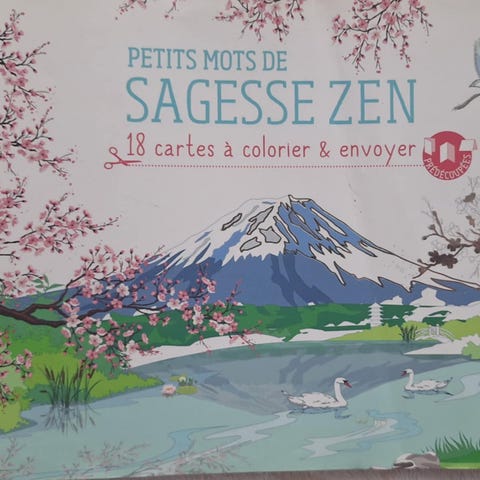 PETITS MOTS DE
SAGESSE ZEN
18 cartes à colorier & envoyer
PRÉDÉCOUPÉES